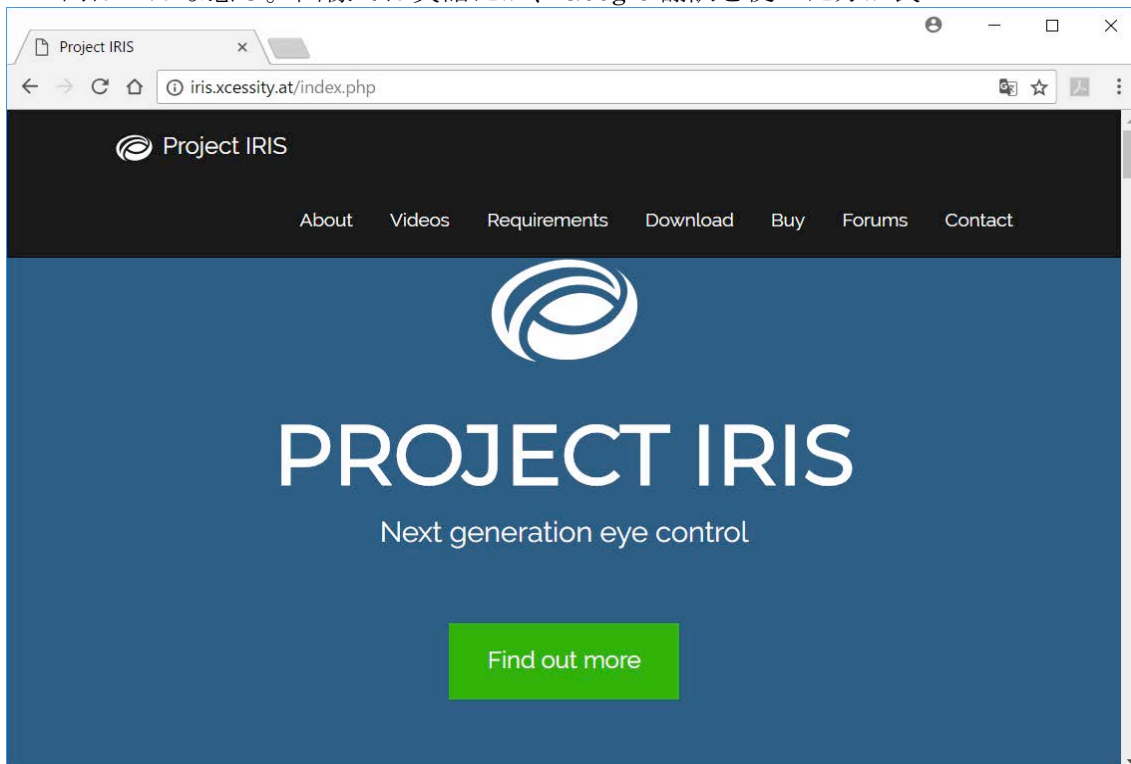 Project IRIS
iris.xcessity.at/index.php
Project IRIS
About Videos Requirements Download Buy Forums Contact
PROJECT IRIS
Next generation eye control
Find out more